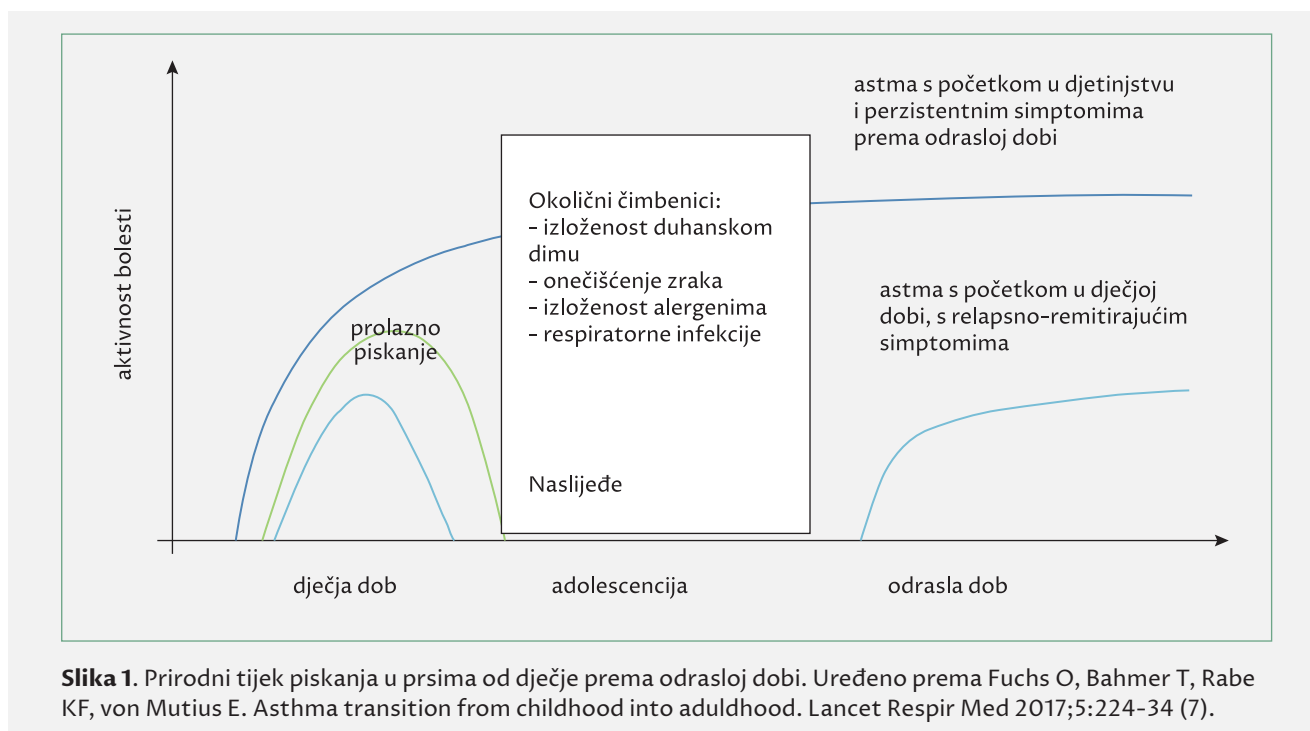 astma s početkom u djetinjstvu
i perzistentnim simptomima
prema odrasloj dobi
Okolični čimbenici:
- izloženost duhanskom
dimu
- onečišćenje zraka
- izloženost alergenima
- respiratorne infekcije
Naslijeđe
aktivnost bolesti
prolazno
piskanje
astma s početkom u dječjoj
dobi, s relapsno-remitirajućim
simptomima
dječja dob
adolescencija
odrasla dob
Slika 1. Prirodni tijek piskanja u prsima od dječje prema odrasloj dobi. Uređeno prema Fuchs O, Bahmer T, Rabe
KF, von Mutius E. Asthma transition from childhood into aduldhood. Lancet Respir Med 2017;5:224-34 (7).